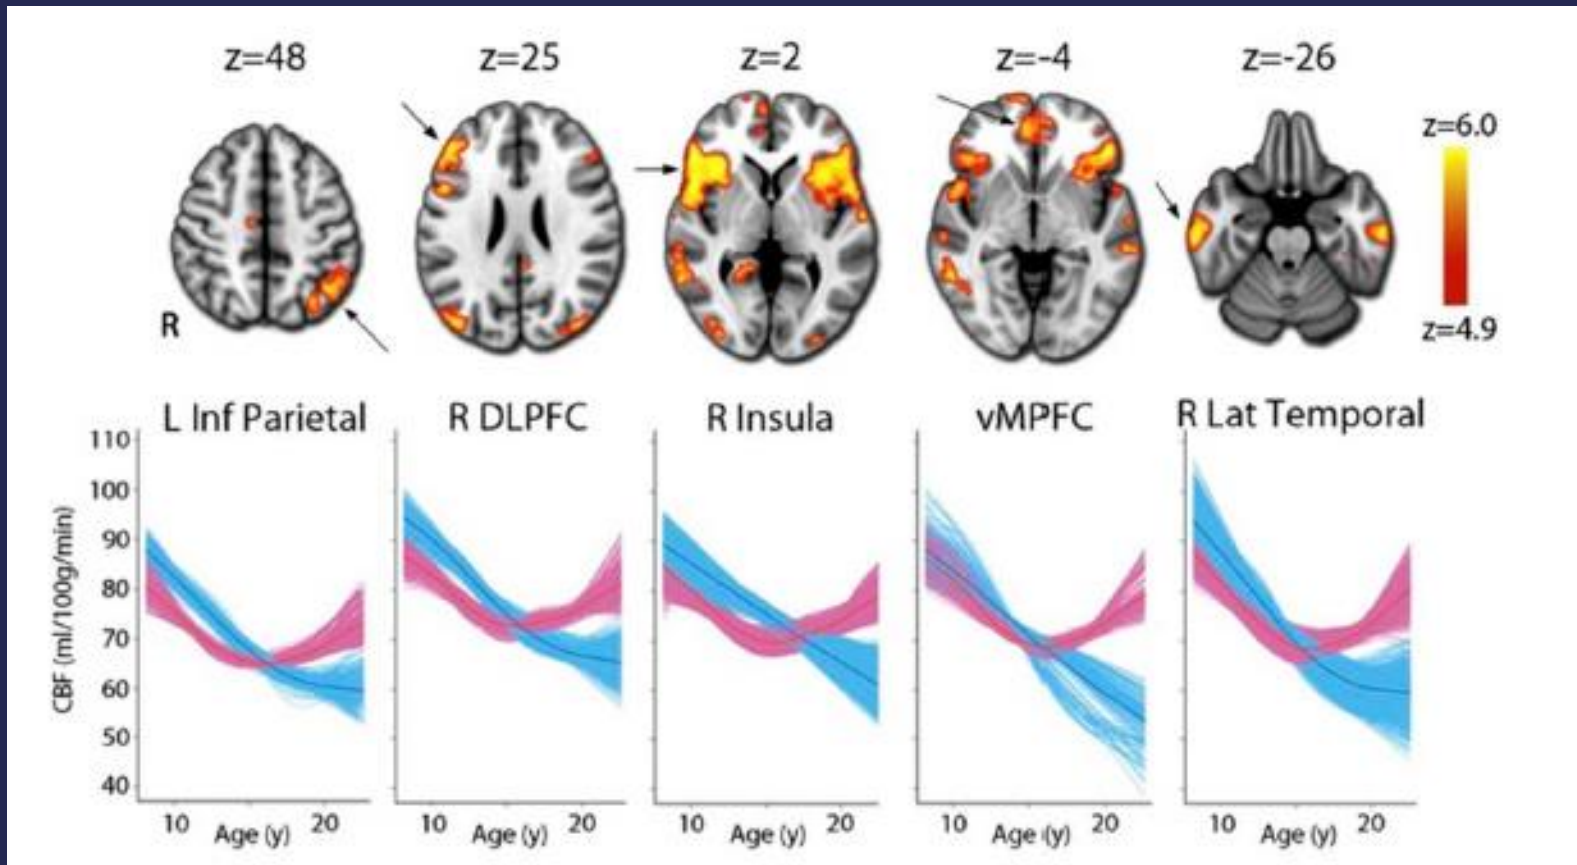 z=48
z=25
z=2
z=-4
z=-26
z=6.0
z=4.9
R
L Inf Parietal
R DLPFC
R Insula
vMPFC
R Lat Temporal
CBF (ml/100g/min)
110
100
90
80
70
60
50
40
10
20
Age (y)
10
20
Age (y)
10
20
Age (y)
10
20
Age (y)
10
20
Age (y)